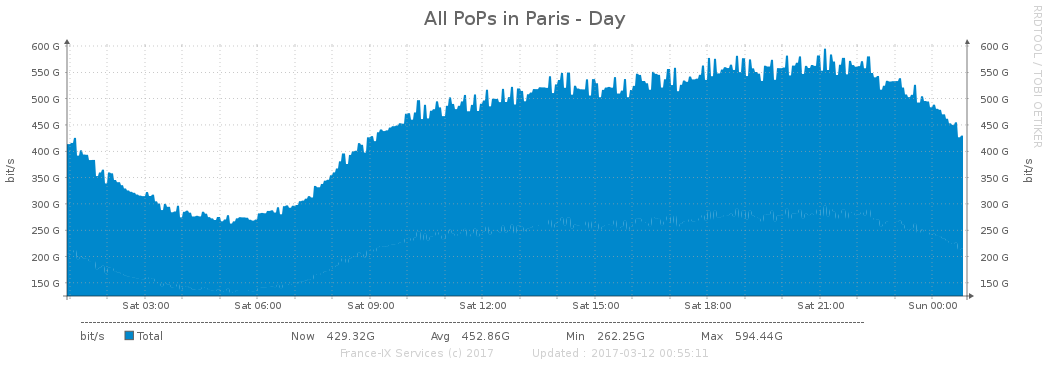 All PoPs in Paris - Day
RRDTOOL / TOBI OETIKER
600 G 600 G
550 G 550 G
500 G 500 G
450 G 450 G
400 G 400 G
350 G 350 G
300 G 300 G
250 G 250 G
200 G 200 G
150 G 150 G
bit/s
bit/s
Sat 03:00 Sat 06:00 Sat 09:00 Sat 12:00 Sat 15:00 Sat 18:00 Sat 21:00 Sun 00:00
bit/s Total Now 429.32G Avg 452.86G Min 262.25G Max 594.44G
France-IX Services (c) 2017 Updated : 2017-03-12 00:55:11